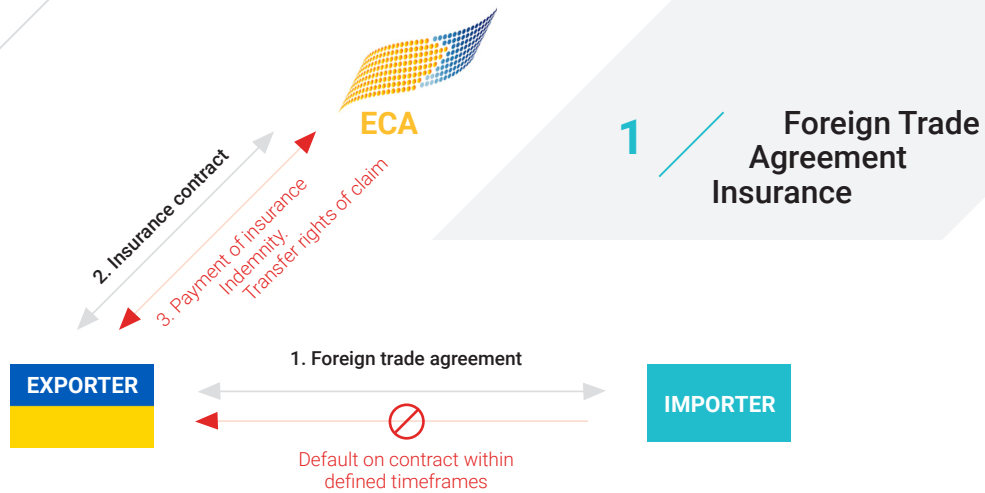 ECA
1
Foreign Trade
Agreement
Insurance
2. Insurance contract
3. Payment of insurance
Indemnity.
Transfer rights of claim
1. Foreign trade agreement
EXPORTER
IMPORTER
Default on contract within
defined timeframes